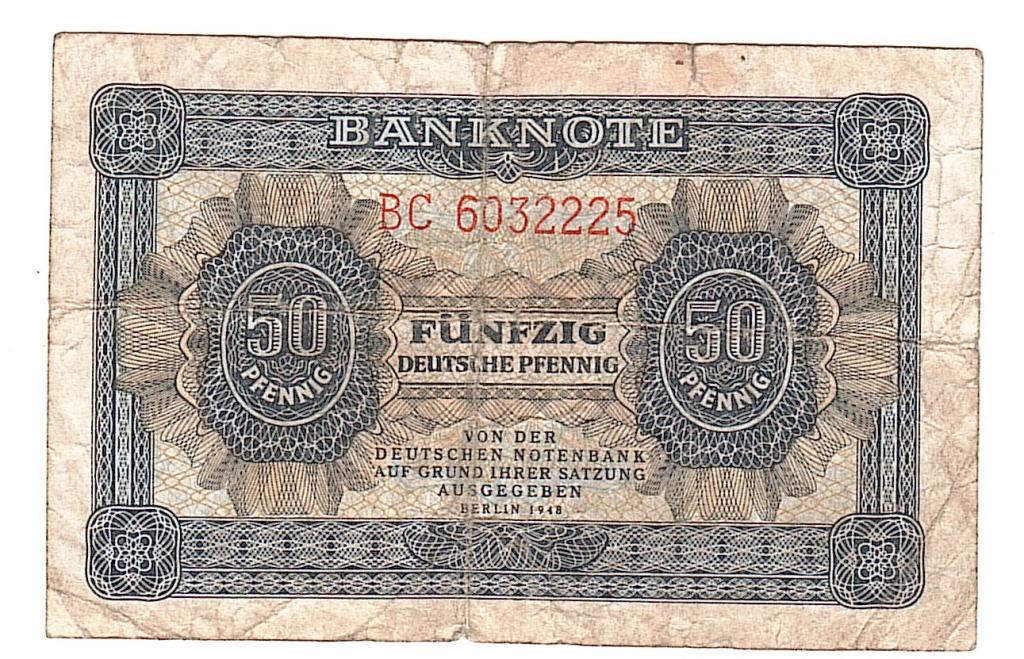 BANKNOTE
BC 6032225
50
PFENNIG
FÜNFZIG
DEUTSCHE PFENNIG
50
PFENNIG
VON DER
DEUTSCHEN NOTENBANK
AUF GRUND IHRER SATZUNG
AUSGEGEBEN
BERLIN 1948